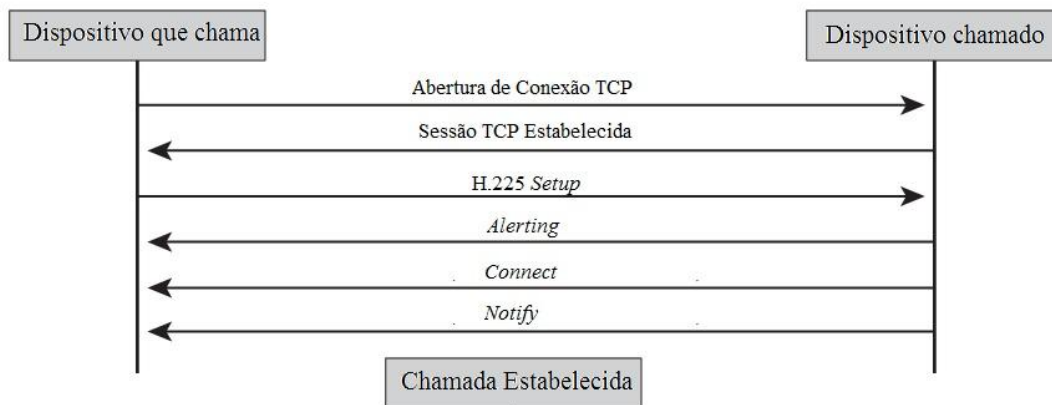 Dispositivo que chama
Dispositivo chamado
Abertura de Conexão TCP
Sessão TCP Estabelecida
H.225 Setup
Alerting
Connect
Notify
Chamada Estabelecida